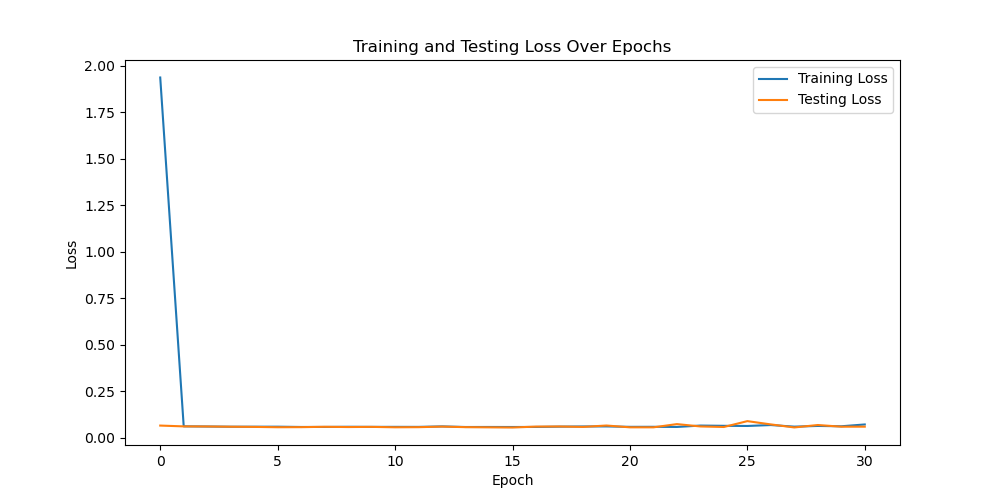 Training and Testing Loss Over Epochs
Training Loss
Testing Loss
2.00
1.75
1.50
1.25
1.00
0.75
0.50
0.25
0.00
Loss
0 5 10 15 20 25 30
Epoch